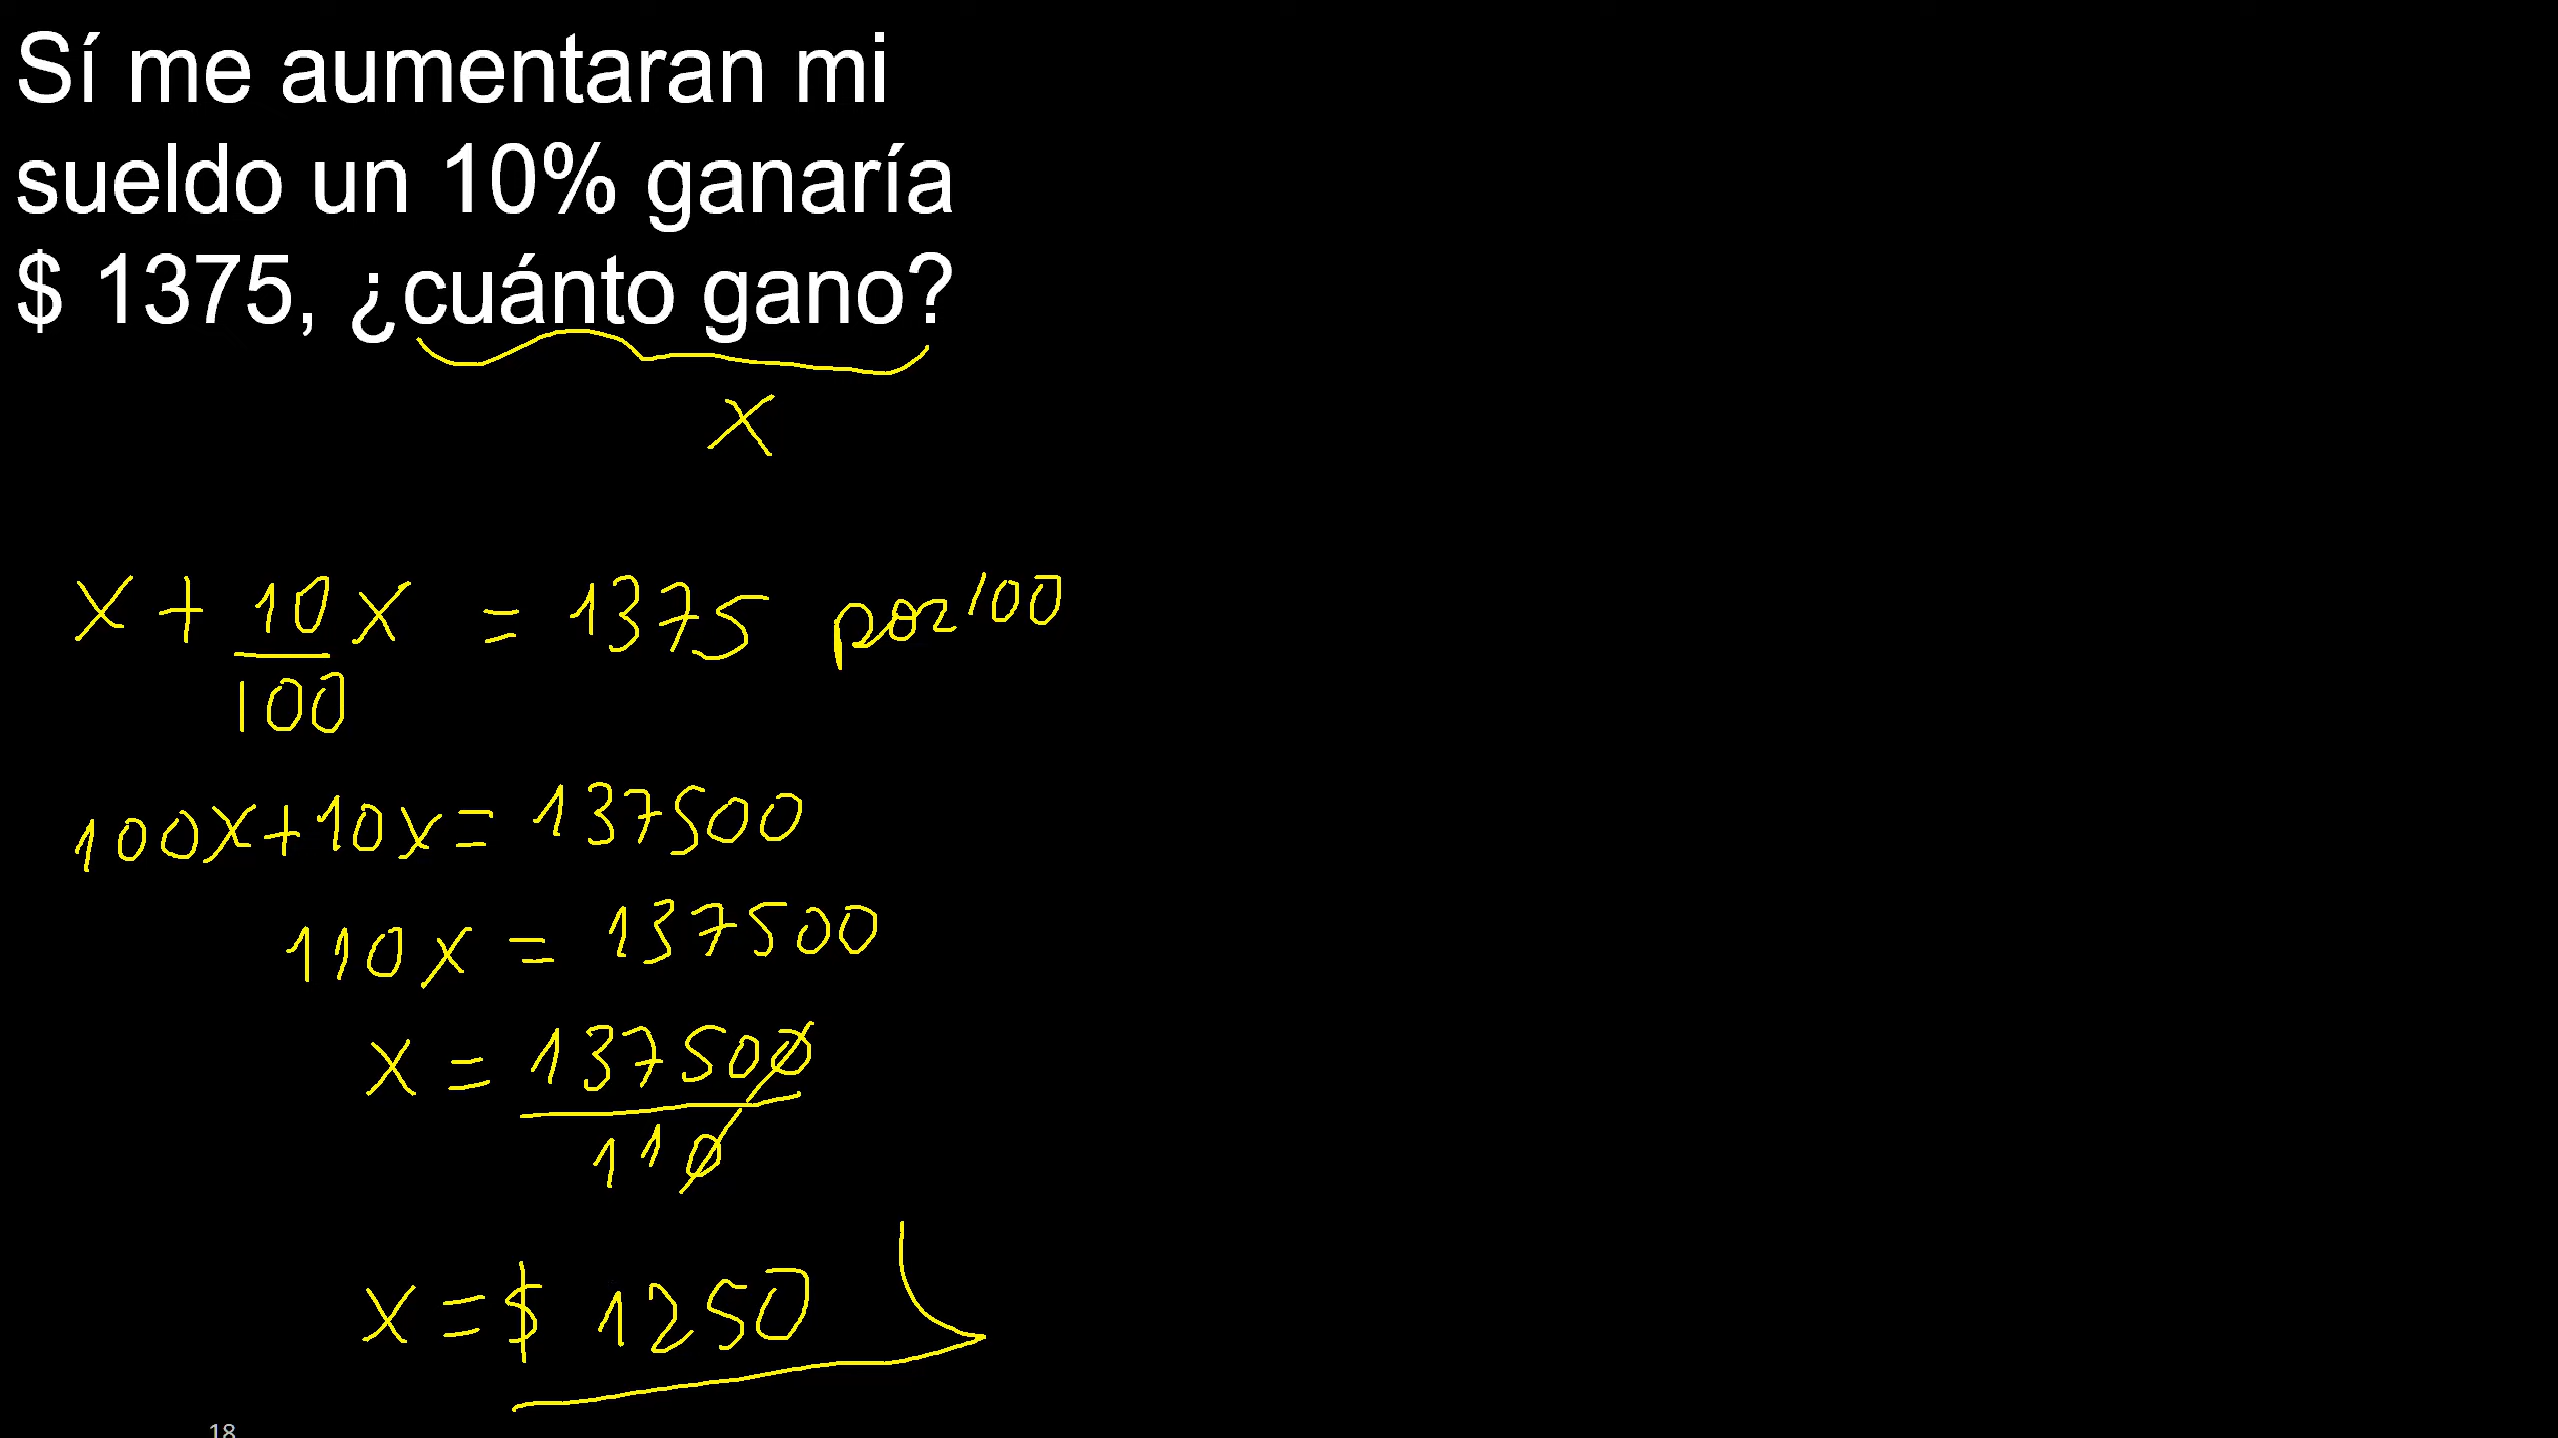 Sí me aumentaran mi
sueldo un 10% ganaría
$ 1375, ¿cuánto gano?
x
x + 10/100 x = 1375 por 100
100x+10x= 137500
110x = 137500
x = 137500/110
x = $ 1250
18